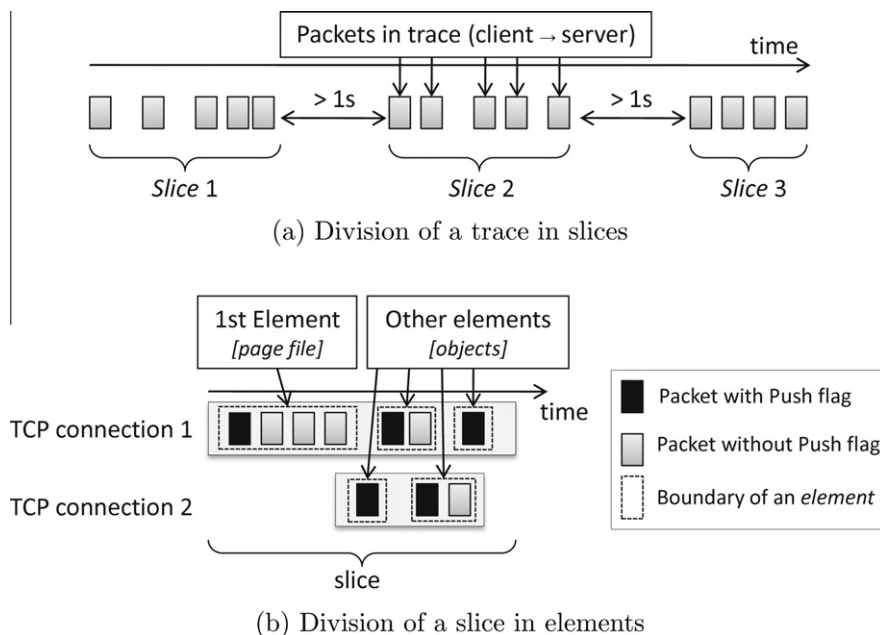 Packets in trace (client → server)
time
> 1s
> 1s
Slice 1
Slice 2
Slice 3
(a) Division of a trace in slices
1st Element
[page file]
Other elements
[objects]
time
TCP connection 1
TCP connection 2
slice
Packet with Push flag
Packet without Push flag
Boundary of an element
(b) Division of a slice in elements